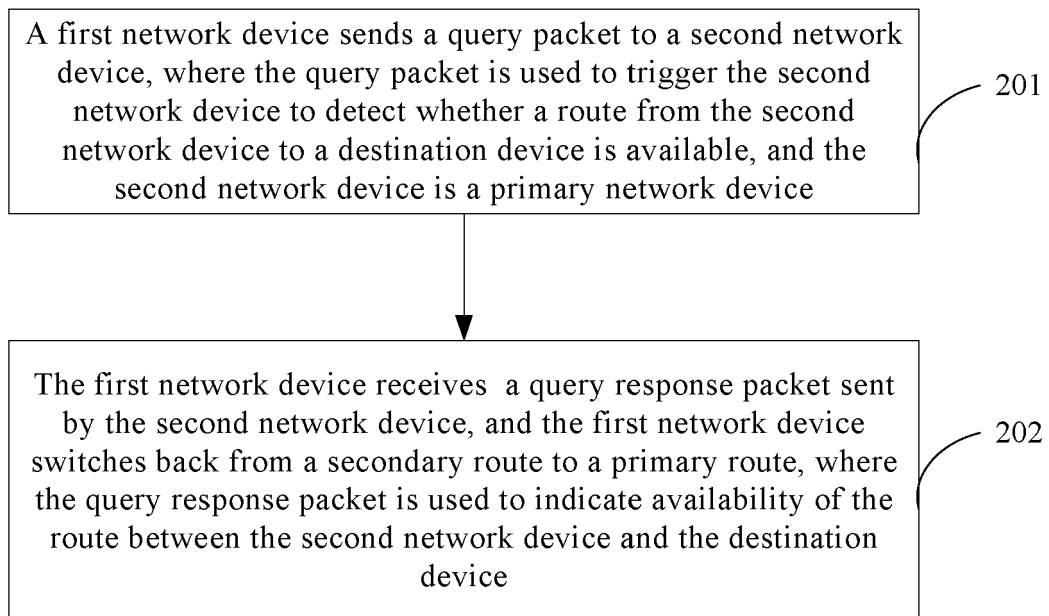 A first network device sends a query packet to a second network
device, where the query packet is used to trigger the second
network device to detect whether a route from the second
network device to a destination device is available, and the
second network device is a primary network device
201
The first network device receives a query response packet sent
by the second network device, and the first network device
switches back from a secondary route to a primary route, where
the query response packet is used to indicate availability of the
route between the second network device and the destination
device
202